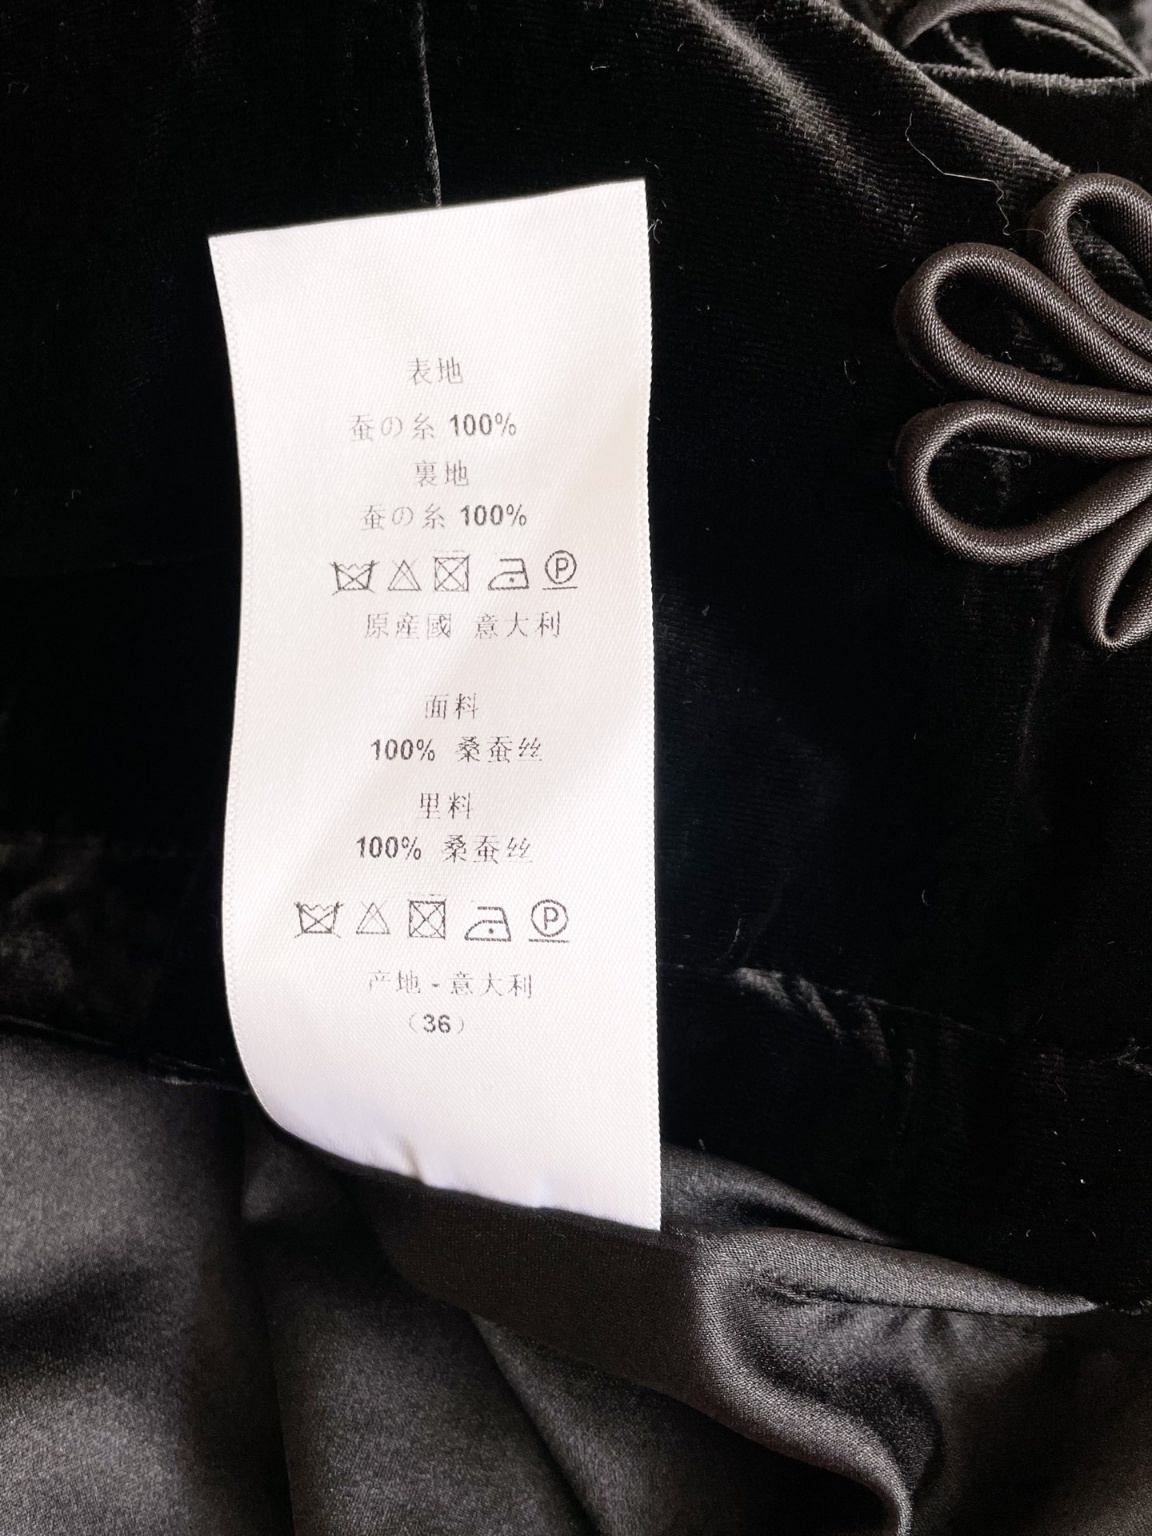 表地
蚕の糸 100%
裏地
蚕の糸 100%
P
原産國 意大利
面料
100% 桑蚕丝
里料
100% 桑蚕丝
P
产地 - 意大利
（36）